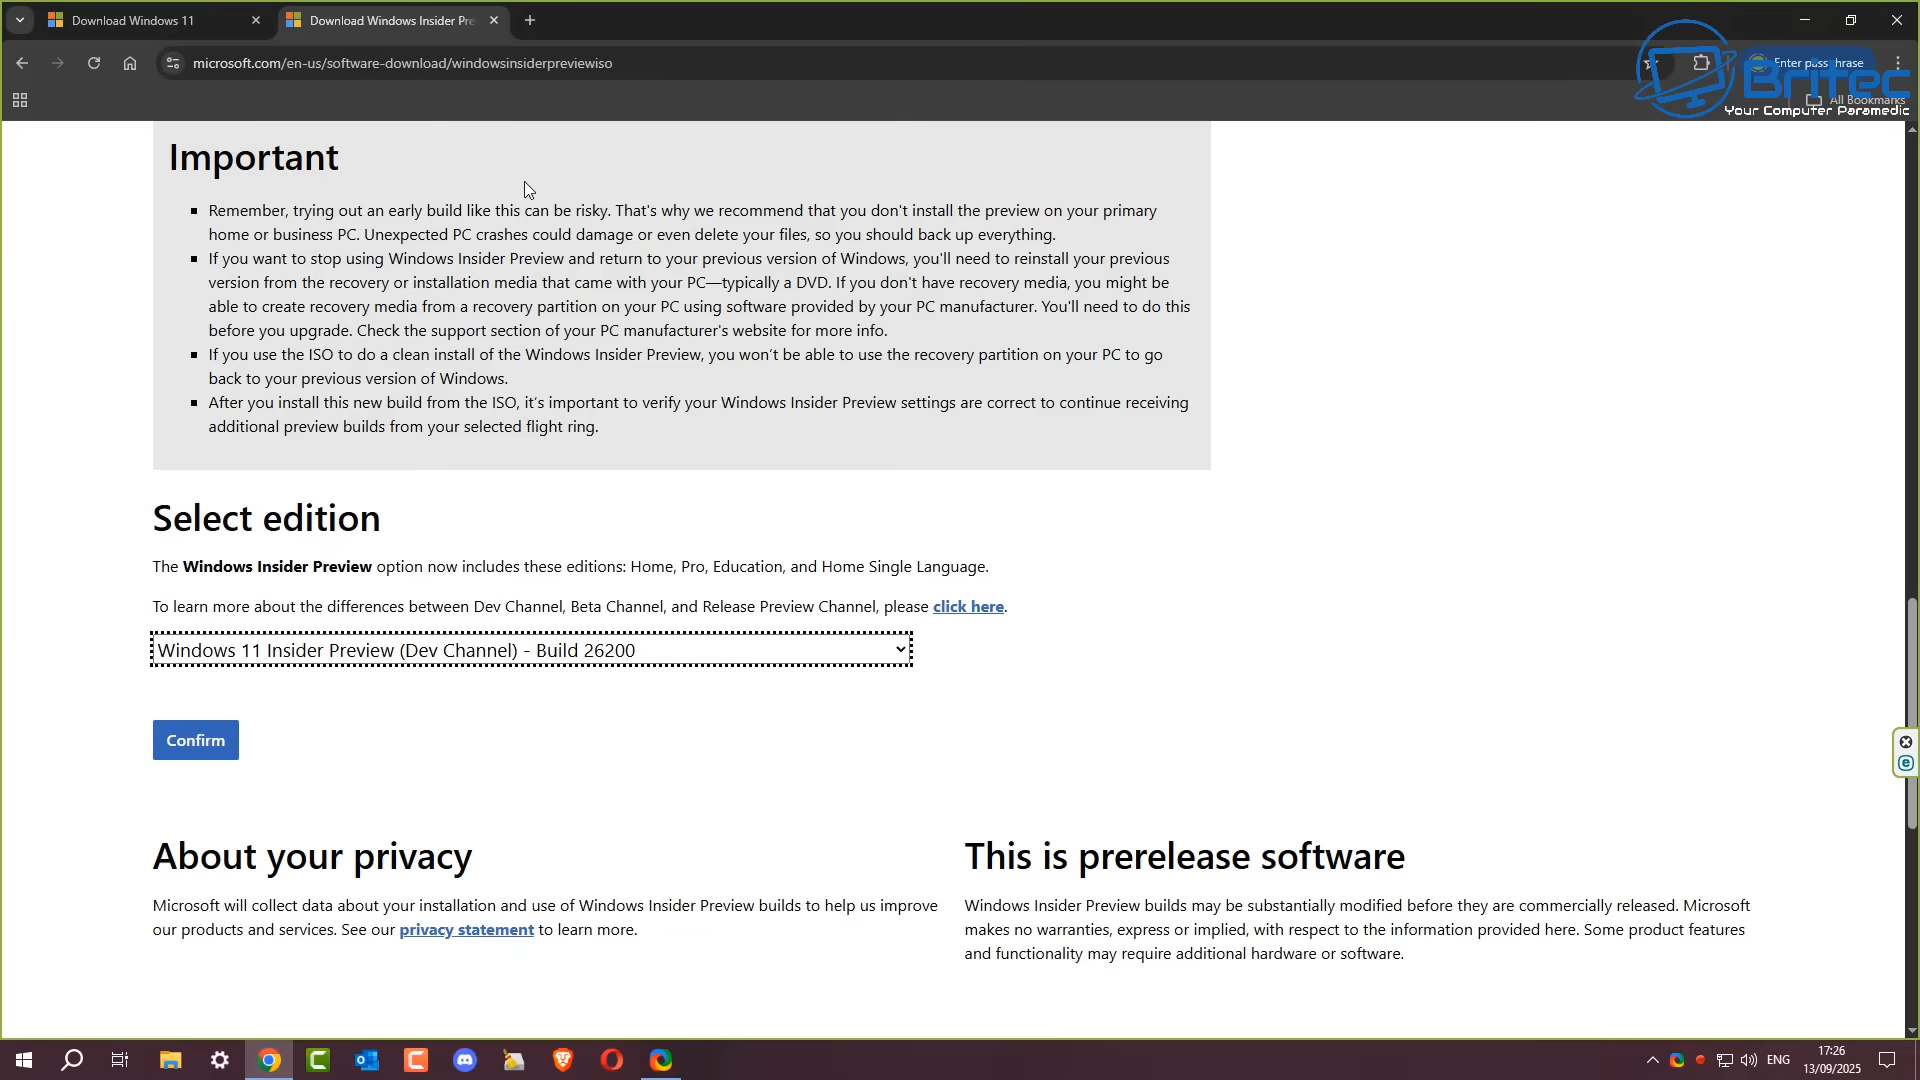 Download Windows 11
Download Windows Insider Pre
microsoft.com/en-us/software-download/windowsinsiderpreviewiso
Enter passphrase
All Bookmarks
Britec
Your Computer Paramedic
Important
Remember, trying out an early build like this can be risky. That's why we recommend that you don't install the preview on your primary
home or business PC. Unexpected PC crashes could damage or even delete your files, so you should back up everything.
If you want to stop using Windows Insider Preview and return to your previous version of Windows, you'll need to reinstall your previous
version from the recovery or installation media that came with your PC—typically a DVD. If you don't have recovery media, you might be
able to create recovery media from a recovery partition on your PC using software provided by your PC manufacturer. You'll need to do this
before you upgrade. Check the support section of your PC manufacturer's website for more info.
If you use the ISO to do a clean install of the Windows Insider Preview, you won’t be able to use the recovery partition on your PC to go
back to your previous version of Windows.
After you install this new build from the ISO, it’s important to verify your Windows Insider Preview settings are correct to continue receiving
additional preview builds from your selected flight ring.
Select edition
The Windows Insider Preview option now includes these editions: Home, Pro, Education, and Home Single Language.
To learn more about the differences between Dev Channel, Beta Channel, and Release Preview Channel, please click here.
Windows 11 Insider Preview (Dev Channel) - Build 26200
Confirm
About your privacy
Microsoft will collect data about your installation and use of Windows Insider Preview builds to help us improve
our products and services. See our privacy statement to learn more.
This is prerelease software
Windows Insider Preview builds may be substantially modified before they are commercially released. Microsoft
makes no warranties, express or implied, with respect to the information provided here. Some product features
and functionality may require additional hardware or software.
ENG
17:26
13/09/2025